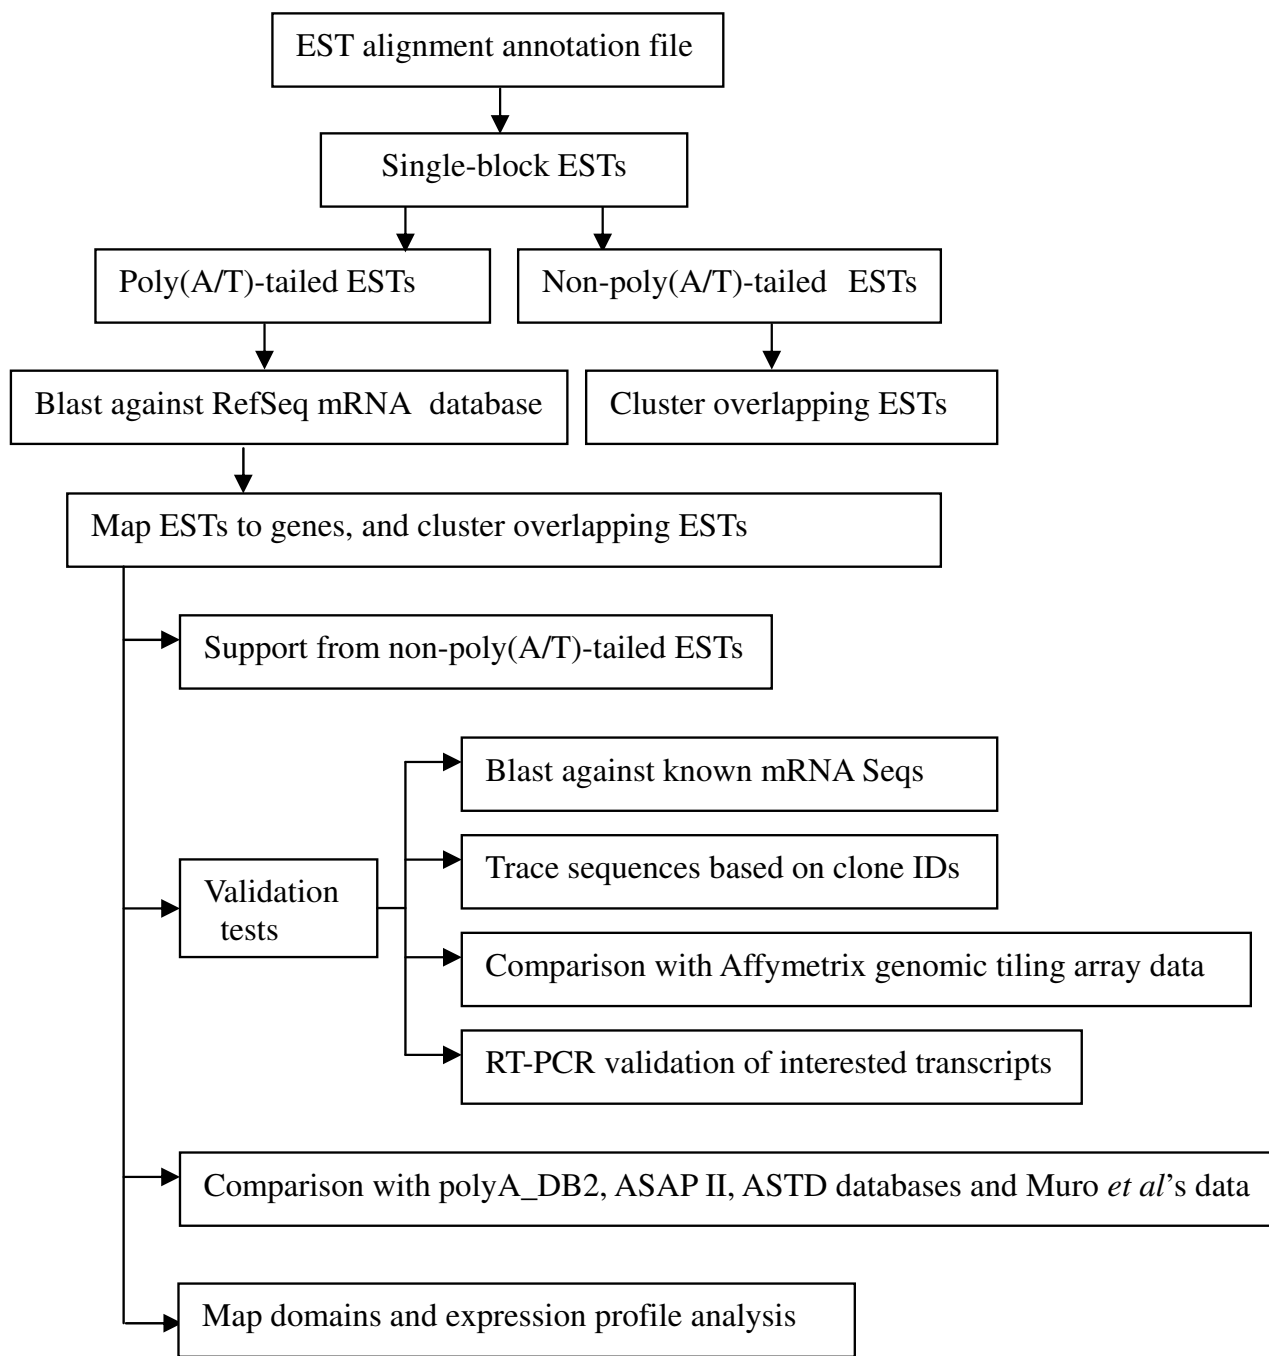 EST alignment annotation file
Single-block ESTs
Poly(A/T)-tailed ESTs
Non-poly(A/T)-tailed ESTs
Blast against RefSeq mRNA database
Cluster overlapping ESTs
Map ESTs to genes, and cluster overlapping ESTs
Support from non-poly(A/T)-tailed ESTs
Blast against known mRNA Seqs
Trace sequences based on clone IDs
Validation
tests
Comparison with Affymetrix genomic tiling array data
RT-PCR validation of interested transcripts
Comparison with polyA_DB2, ASAP II, ASTD databases and Muro et al's data
Map domains and expression profile analysis